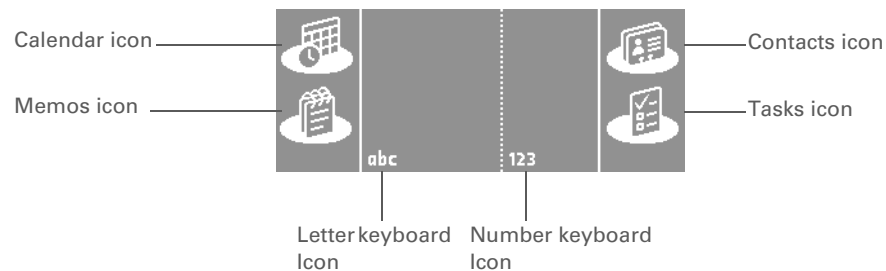 Calendar icon
Contacts icon
Memos icon
Tasks icon
abc
123
Letter keyboard
Icon
Number keyboard
Icon